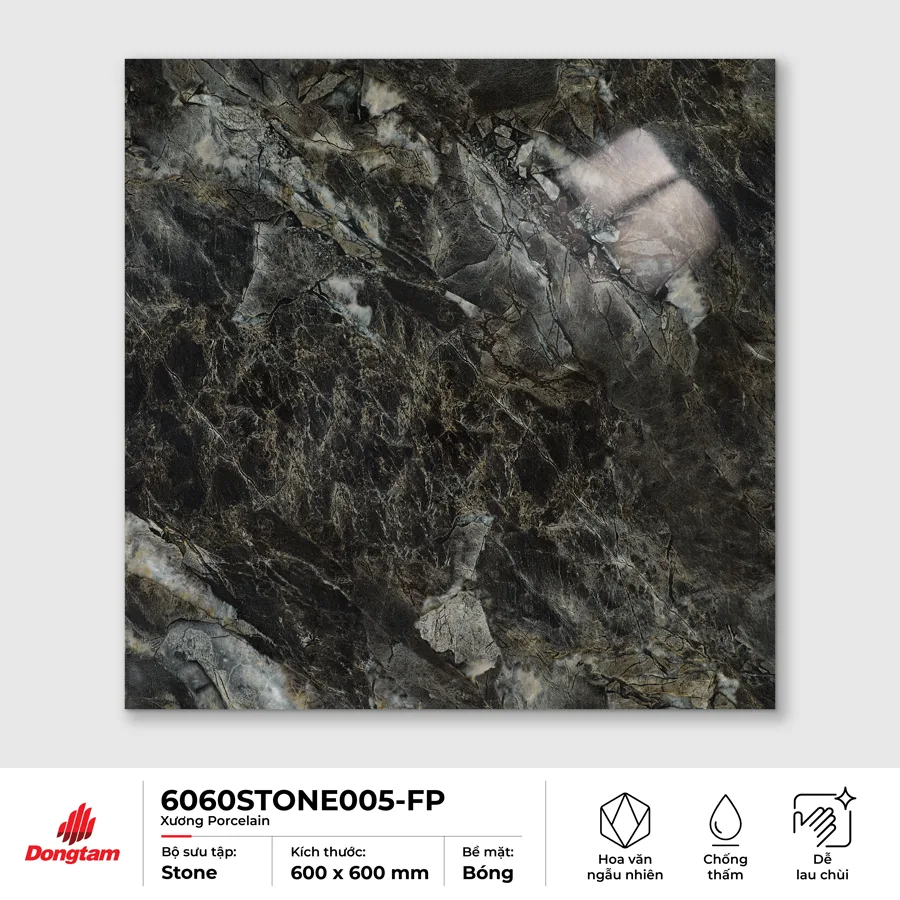 Dongtam
6060STONE005-FP
Xương Porcelain
Bộ sưu tập:
Stone
Kích thước:
600 x 600 mm
Bề mặt:
Bóng
Hoa văn
ngẫu nhiên
Chống
thấm
Dễ
lau chùi